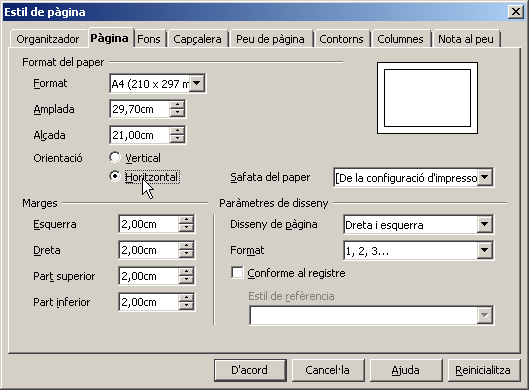 Estil de pàgina
Organitzador Pàgina Fons Capçalera Peu de pàgina Contorns Columnes Nota al peu
Format del paper
Format A4 (210 x 297 m
Amplada 29,70cm
Alçada 21,00cm
Orientació Vertical
Horitzontal
Safata del paper [De la configuració d'impresso
Marges
Esquerra 2,00cm
Dreta 2,00cm
Part superior 2,00cm
Part inferior 2,00cm
Paràmetres de disseny
Disseny de pàgina Dreta i esquerra
Format 1, 2, 3...
Conforme al registre
Estil de refèrencia
D'acord Cancel·la Ajuda Reinicialitza